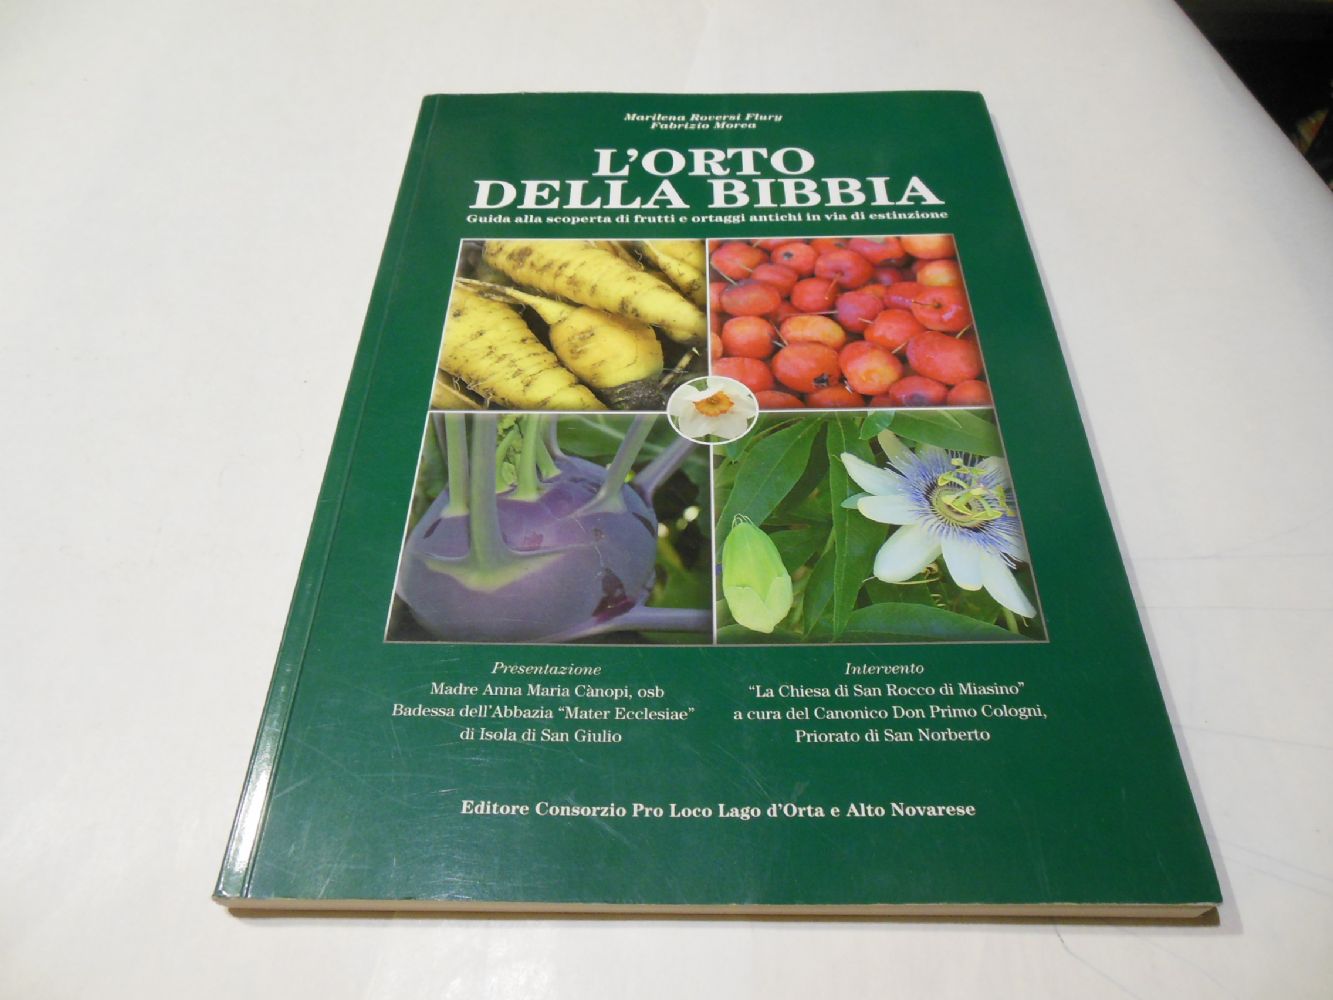 Marilena Roversi Flury
Fabrizio Morea
L'ORTO
DELLA BIBBIA
Guida alla scoperta di frutti e ortaggi antichi in via di estinzione
Presentazione
Madre Anna Maria Cànopi, osb
Badessa dell'Abbazia "Mater Ecclesiae"
di Isola di San Giulio
Intervento
"La Chiesa di San Rocco di Miasino"
a cura del Canonico Don Primo Cologni,
Priorato di San Norberto
Editore Consorzio Pro Loco Lago d'Orta e Alto Novarese